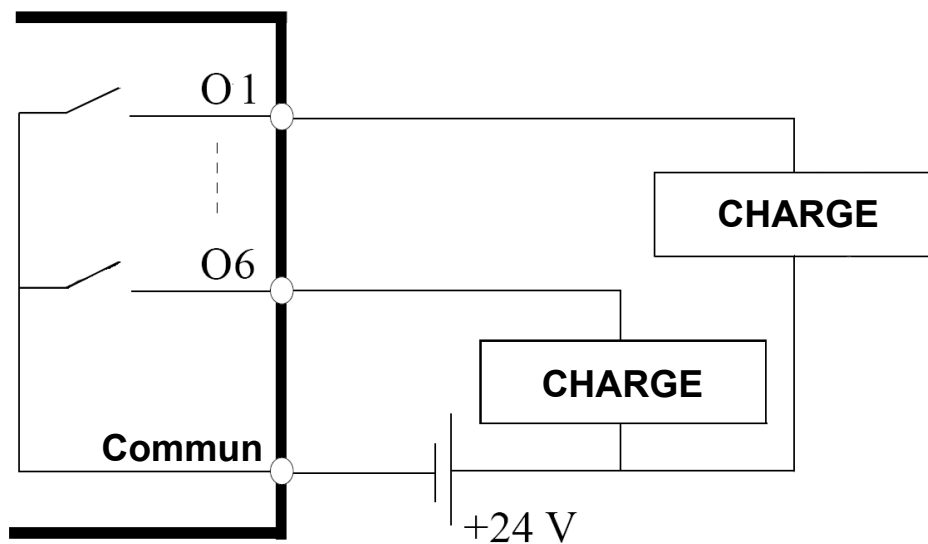 O1
CHARGE
O6
CHARGE
Commun
+24 V